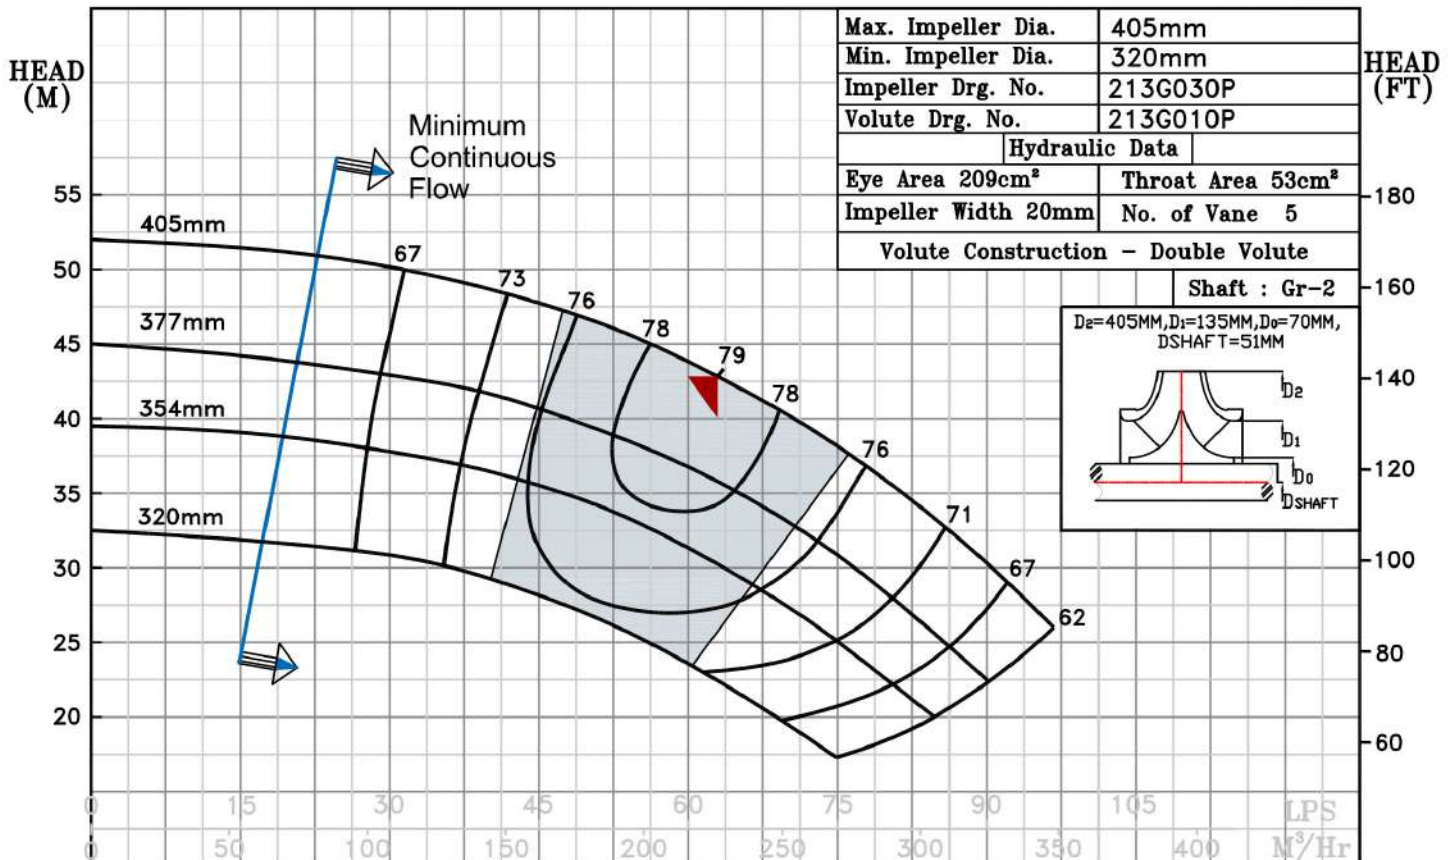 Max. Impeller Dia. 405mm
Min. Impeller Dia. 320mm
Impeller Drg. No. 213G030P
Volute Drg. No. 213G010P
Hydraulic Data
Eye Area 209cm² Throat Area 53cm²
Impeller Width 20mm No. of Vane 5
Volute Construction – Double Volute
Shaft : Gr-2
D₂=405MM,D₁=135MM,D₀=70MM,
DSHAFT=51MM
D₂
D₁
D₀
DSHAFT
HEAD
(M)
HEAD
(FT)
Minimum
Continuous
Flow
55
50
45
40
35
30
25
20
180
160
140
120
100
80
60
405mm
377mm
354mm
320mm
67
73
76
78
79
78
76
71
67
62
0 15 30 45 60 75 90 105 LPS
0 50 100 150 200 250 300 350 400 M³/Hr